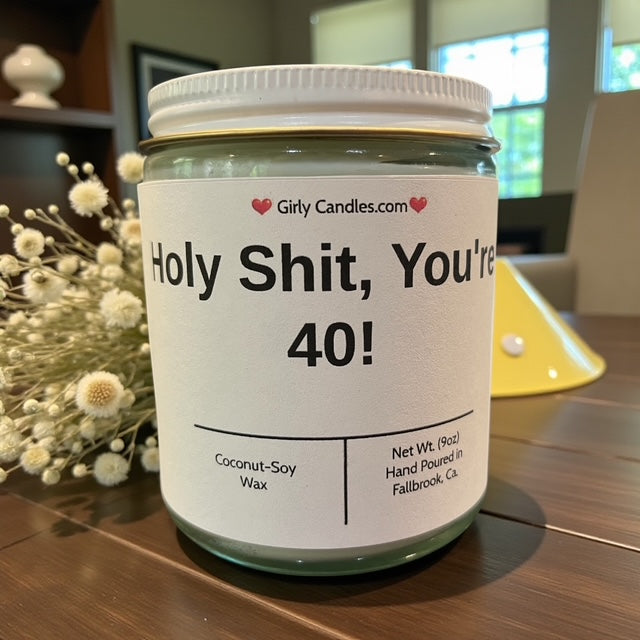 Girly Candles.com
Holy Shit, You're
40!
Coconut-Soy
Wax
Net Wt. (9oz)
Hand Poured in
Fallbrook, Ca.